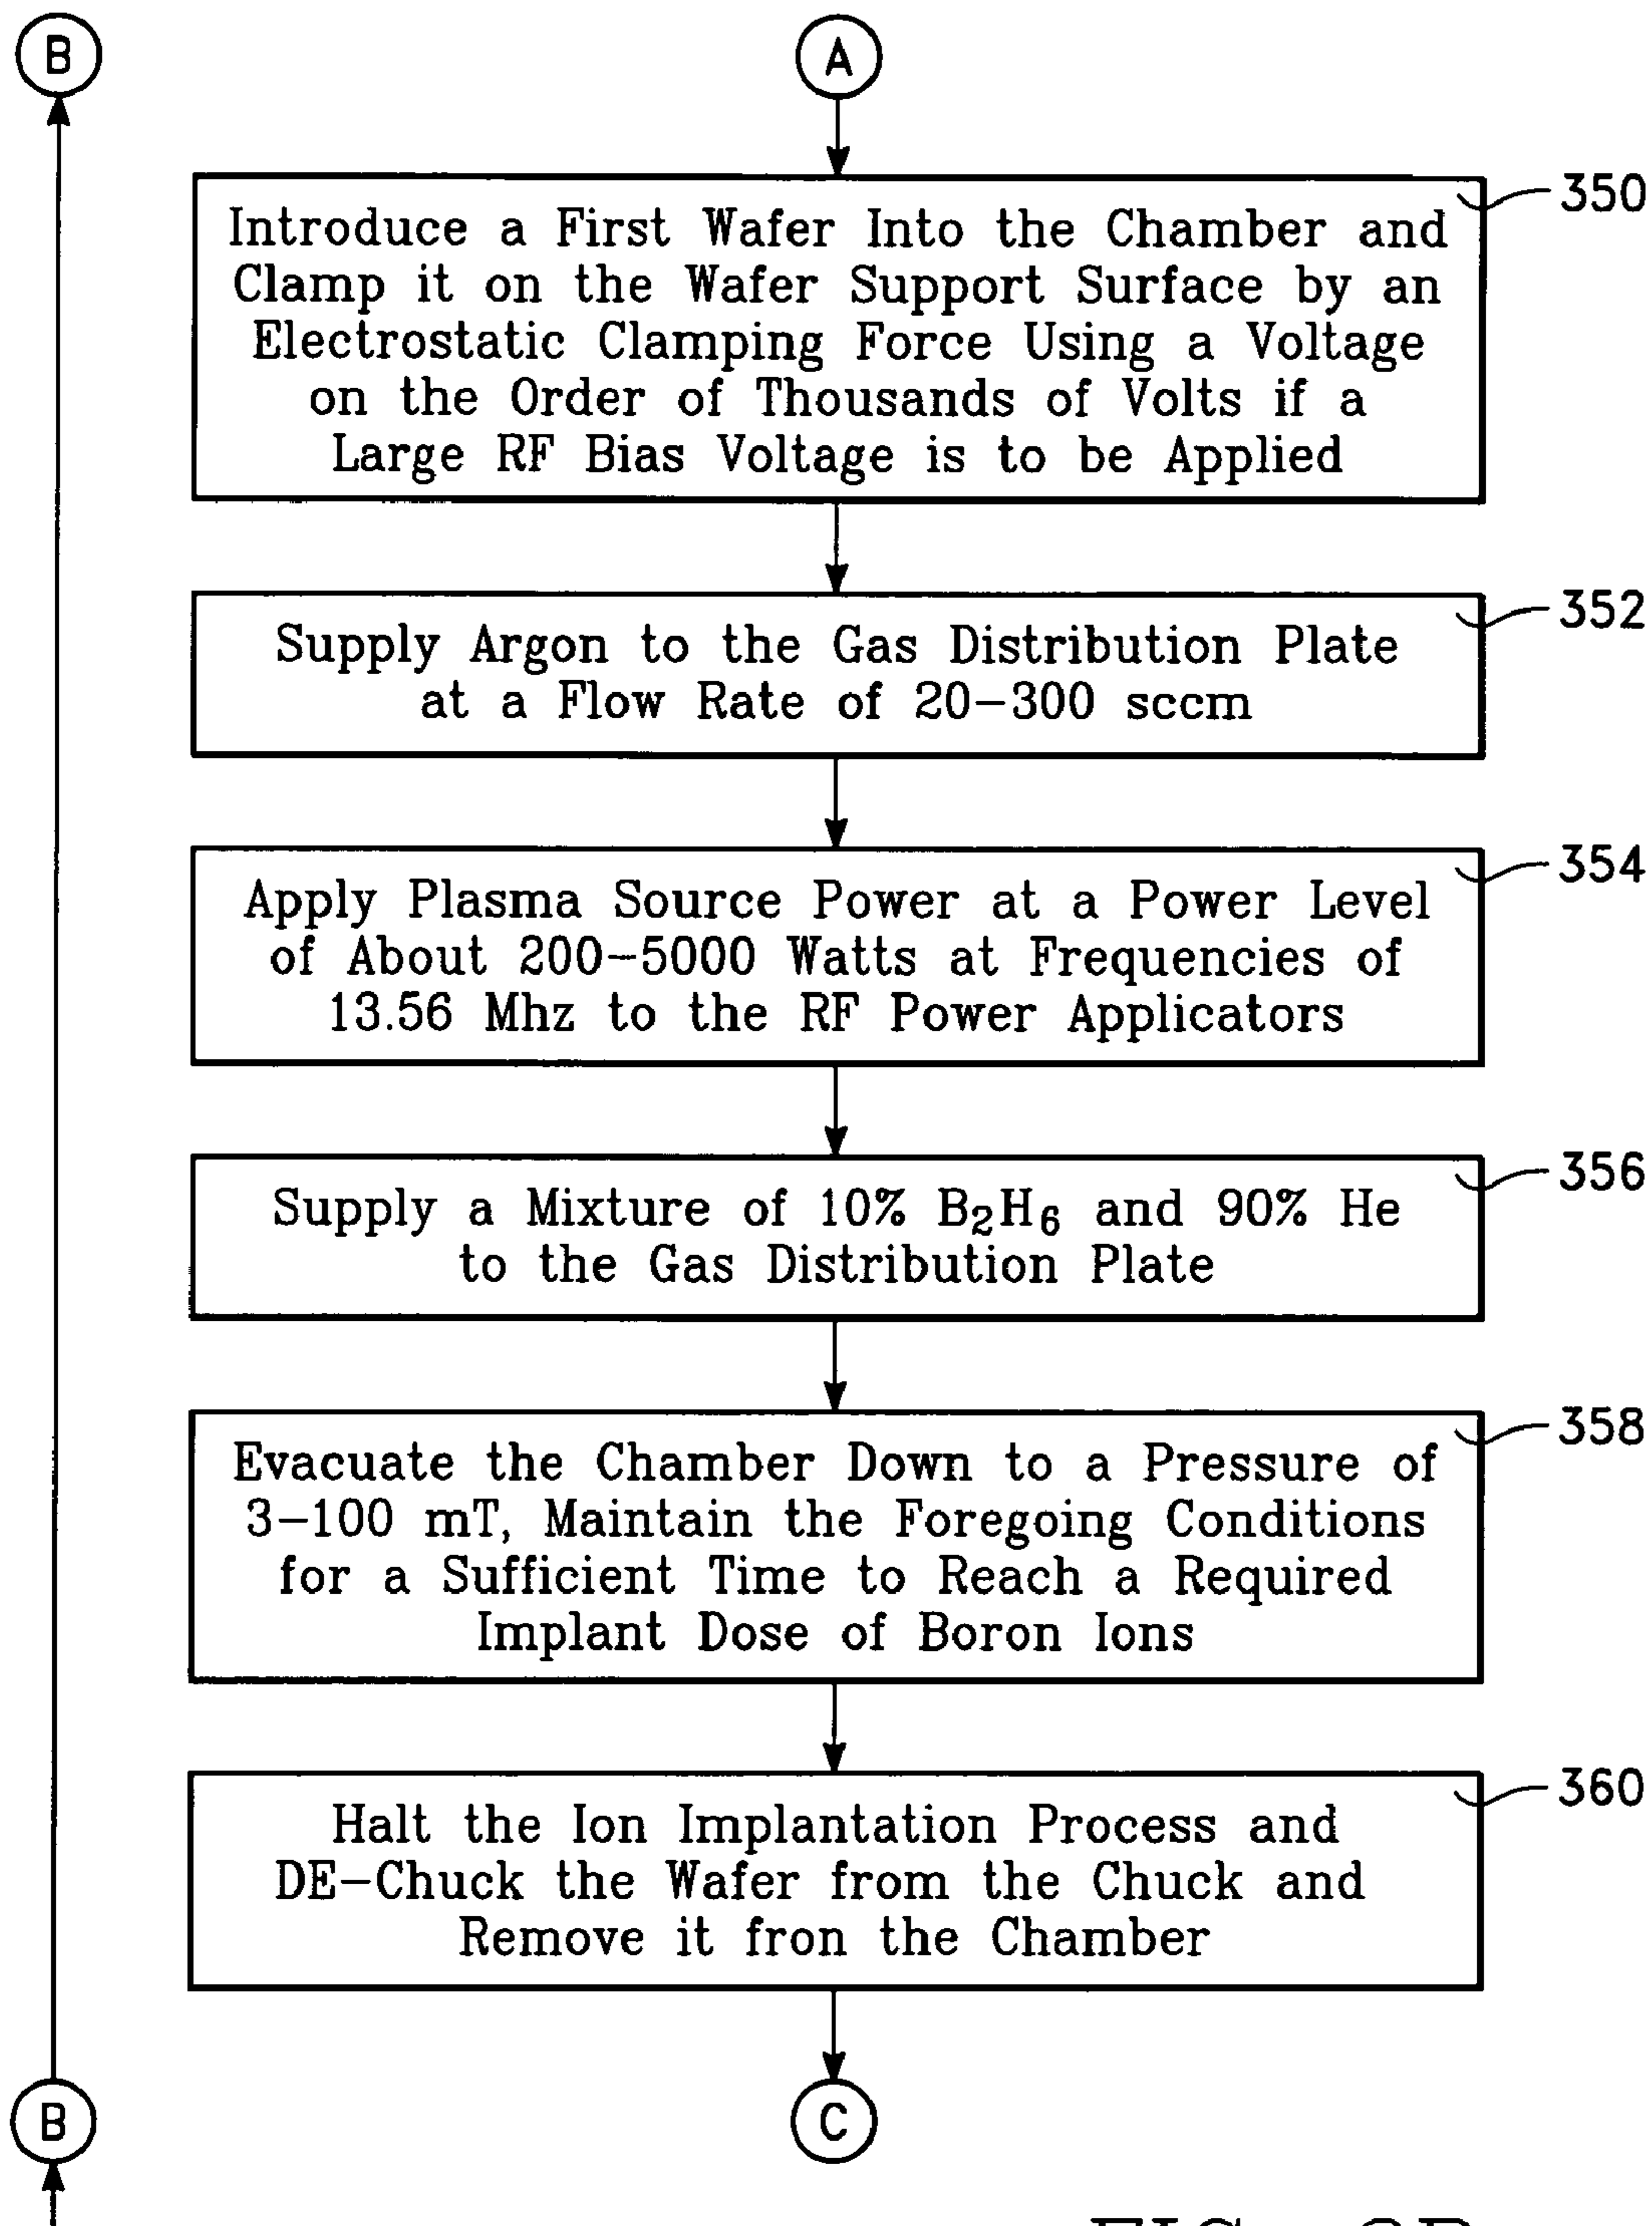 B
A
350
Introduce a First Wafer Into the Chamber and
Clamp it on the Wafer Support Surface by an
Electrostatic Clamping Force Using a Voltage
on the Order of Thousands of Volts if a
Large RF Bias Voltage is to be Applied
352
Supply Argon to the Gas Distribution Plate
at a Flow Rate of 20-300 sccm
354
Apply Plasma Source Power at a Power Level
of About 200-5000 Watts at Frequencies of
13.56 Mhz to the RF Power Applicators
356
Supply a Mixture of 10% B₂H₆ and 90% He
to the Gas Distribution Plate
358
Evacuate the Chamber Down to a Pressure of
3-100 mT, Maintain the Foregoing Conditions
for a Sufficient Time to Reach a Required
Implant Dose of Boron Ions
360
Halt the Ion Implantation Process and
DE-Chuck the Wafer from the Chuck and
Remove it fron the Chamber
B
C